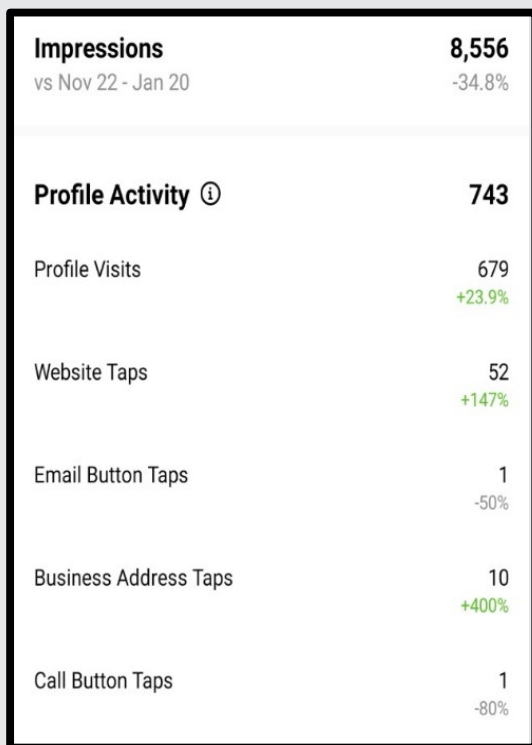 Impressions 8,556
vs Nov 22 - Jan 20 -34.8%
Profile Activity 743
Profile Visits 679
+23.9%
Website Taps 52
+147%
Email Button Taps 1
-50%
Business Address Taps 10
+400%
Call Button Taps 1
-80%